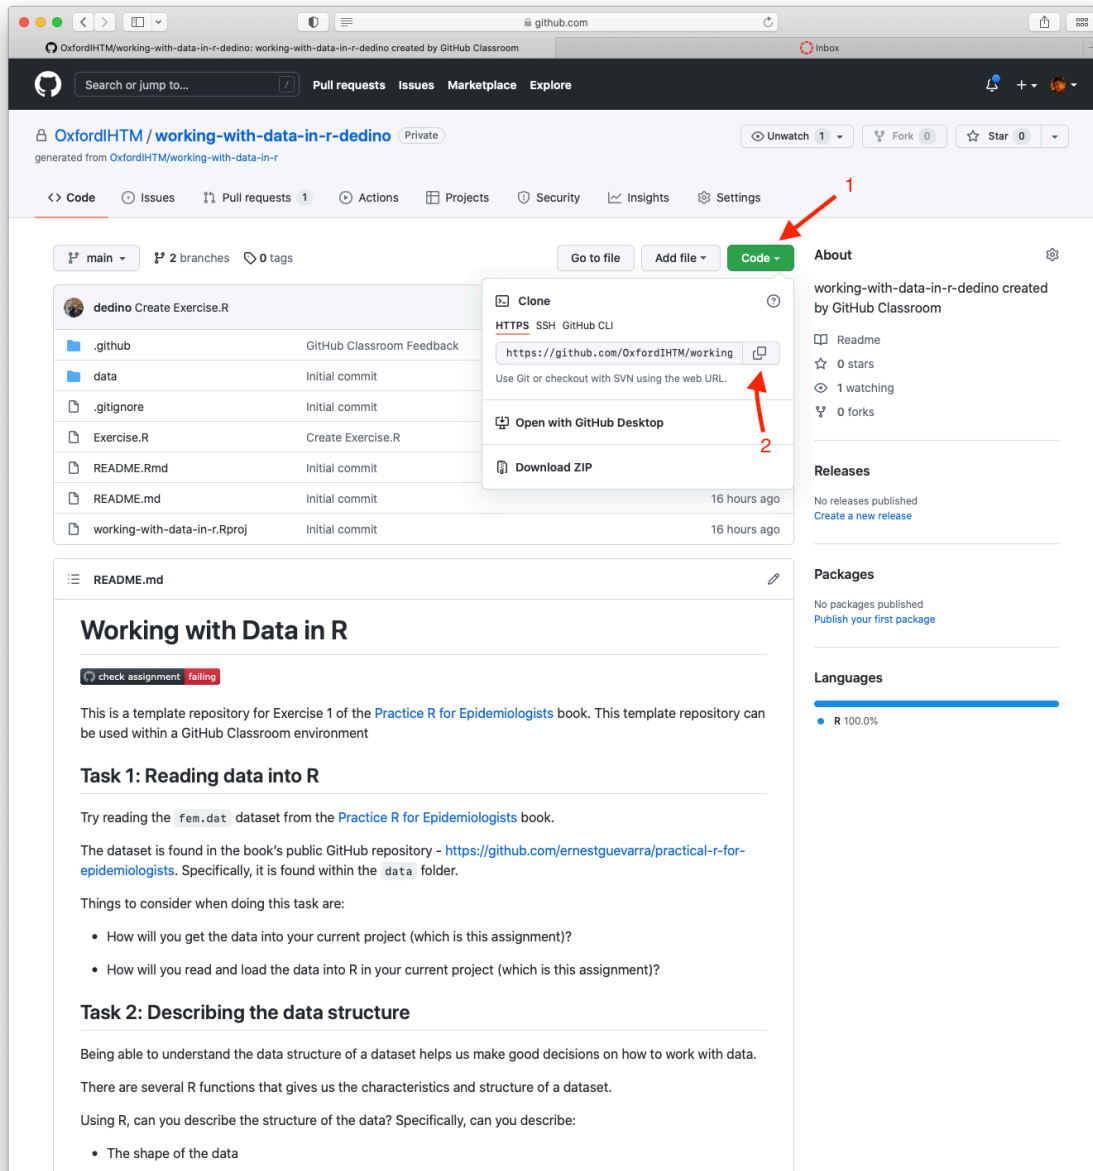 github.com
OxfordIHTM/working-with-data-in-r-dedino: working-with-data-in-r-dedino created by GitHub Classroom
Inbox
Search or jump to...
/
Pull requests Issues Marketplace Explore
OxfordIHTM / working-with-data-in-r-dedino Private
Unwatch 1
Fork 0
Star 0
generated from OxfordIHTM/working-with-data-in-r
<> Code Issues Pull requests 1 Actions Projects Security Insights Settings
1
main 2 branches 0 tags
Go to file Add file Code
dedino Create Exercise.R
.github GitHub Classroom Feedback
data Initial commit
.gitignore Initial commit
Exercise.R Create Exercise.R
README.Rmd Initial commit
README.md Initial commit 16 hours ago
working-with-data-in-r.Rproj Initial commit 16 hours ago
Clone
HTTPS SSH GitHub CLI
https://github.com/OxfordIHTM/working
Use Git or checkout with SVN using the web URL.
2
Open with GitHub Desktop
Download ZIP
About
working-with-data-in-r-dedino created
by GitHub Classroom
Readme
0 stars
1 watching
0 forks
Releases
No releases published
Create a new release
Packages
No packages published
Publish your first package
Languages
R 100.0%
README.md
Working with Data in R
check assignment failing
This is a template repository for Exercise 1 of the Practice R for Epidemiologists book. This template repository can
be used within a GitHub Classroom environment
Task 1: Reading data into R
Try reading the fem.dat dataset from the Practice R for Epidemiologists book.
The dataset is found in the book's public GitHub repository - https://github.com/ernestguevarra/practical-r-for-
epidemiologists. Specifically, it is found within the data folder.
Things to consider when doing this task are:
• How will you get the data into your current project (which is this assignment)?
• How will you read and load the data into R in your current project (which is this assignment)?
Task 2: Describing the data structure
Being able to understand the data structure of a dataset helps us make good decisions on how to work with data.
There are several R functions that gives us the characteristics and structure of a dataset.
Using R, can you describe the structure of the data? Specifically, can you describe:
• The shape of the data